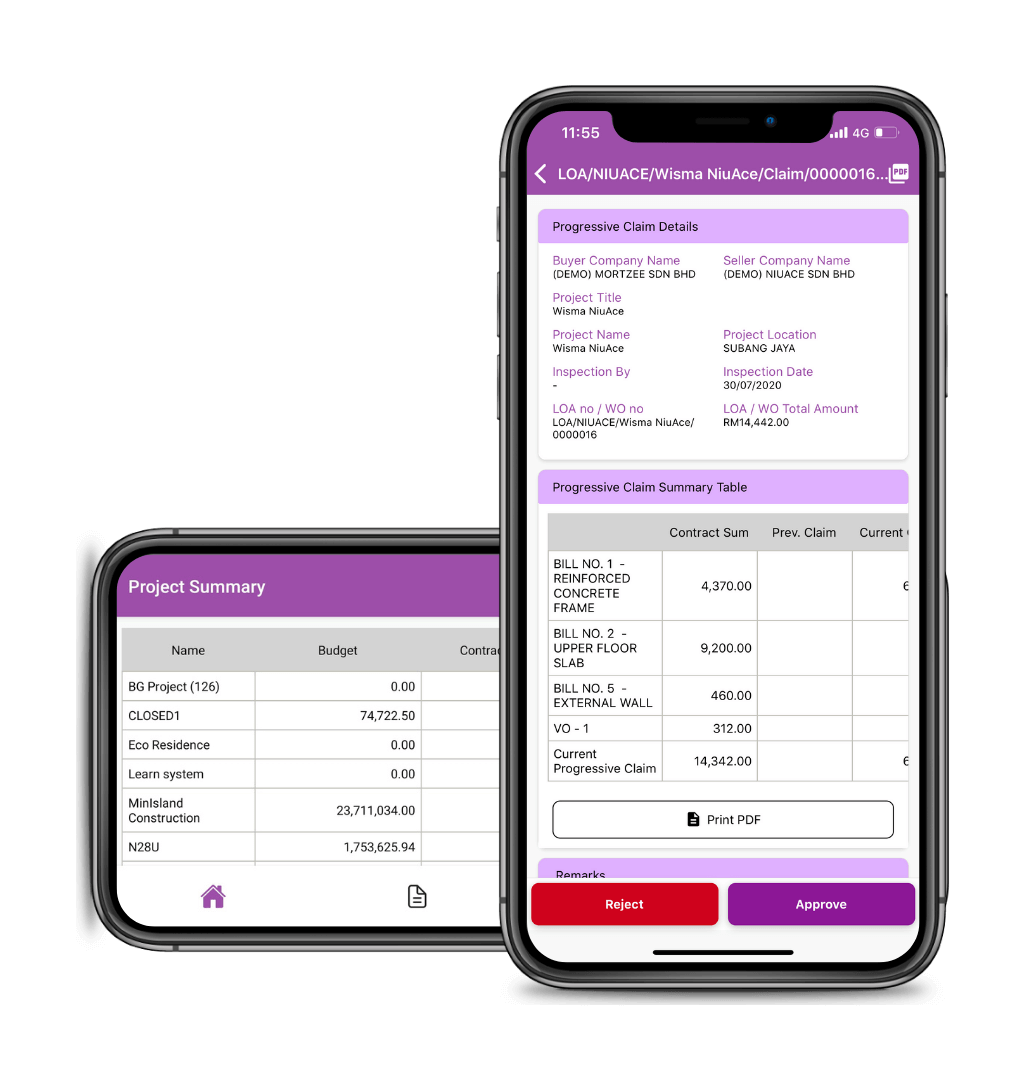 11:55
4G
LOA/NIUACE/Wisma NiuAce/Claim/0000016...
PDF
Progressive Claim Details
Buyer Company Name Seller Company Name
(DEMO) MORTZEE SDN BHD (DEMO) NIUACE SDN BHD
Project Title
Wisma NiuAce
Project Name Project Location
Wisma NiuAce SUBANG JAYA
Inspection By Inspection Date
- 30/07/2020
LOA no / WO no LOA / WO Total Amount
LOA/NIUACE/Wisma NiuAce/ RM14,442.00
0000016
Progressive Claim Summary Table
Contract Sum Prev. Claim Current
BILL NO. 1 -
REINFORCED
CONCRETE
FRAME
4,370.00 6
BILL NO. 2 -
UPPER FLOOR
SLAB
9,200.00
BILL NO. 5 -
EXTERNAL WALL
460.00
VO - 1 312.00
Current
Progressive Claim
14,342.00 6
Print PDF
Remarks
Reject Approve
Project Summary
Name Budget Contrac
BG Project (126) 0.00
CLOSED1 74,722.50
Eco Residence 0.00
Learn system 0.00
MinIsland
Construction
23,711,034.00
N28U 1,753,625.94